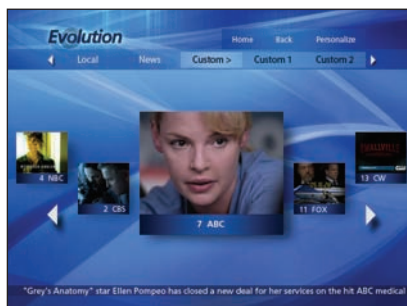 Evolution
Home Back Personalize
Local News Custom > Custom 1 Custom 2
4 NBC
13 CW
2 CBS
11 FOX
7 ABC
"Grey's Anatomy" star Ellen Pompeo has closed a new deal for her services on the hit ABC medical